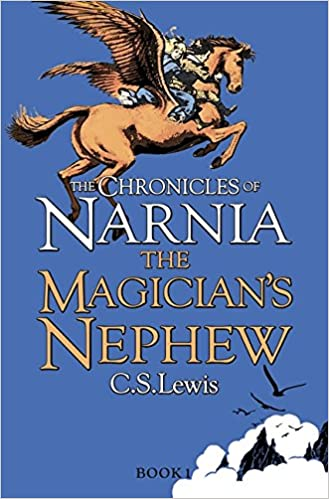 THE CHRONICLES OF
NARNIA
THE
MAGICIAN'S
NEPHEW
C.S.Lewis
BOOK 1